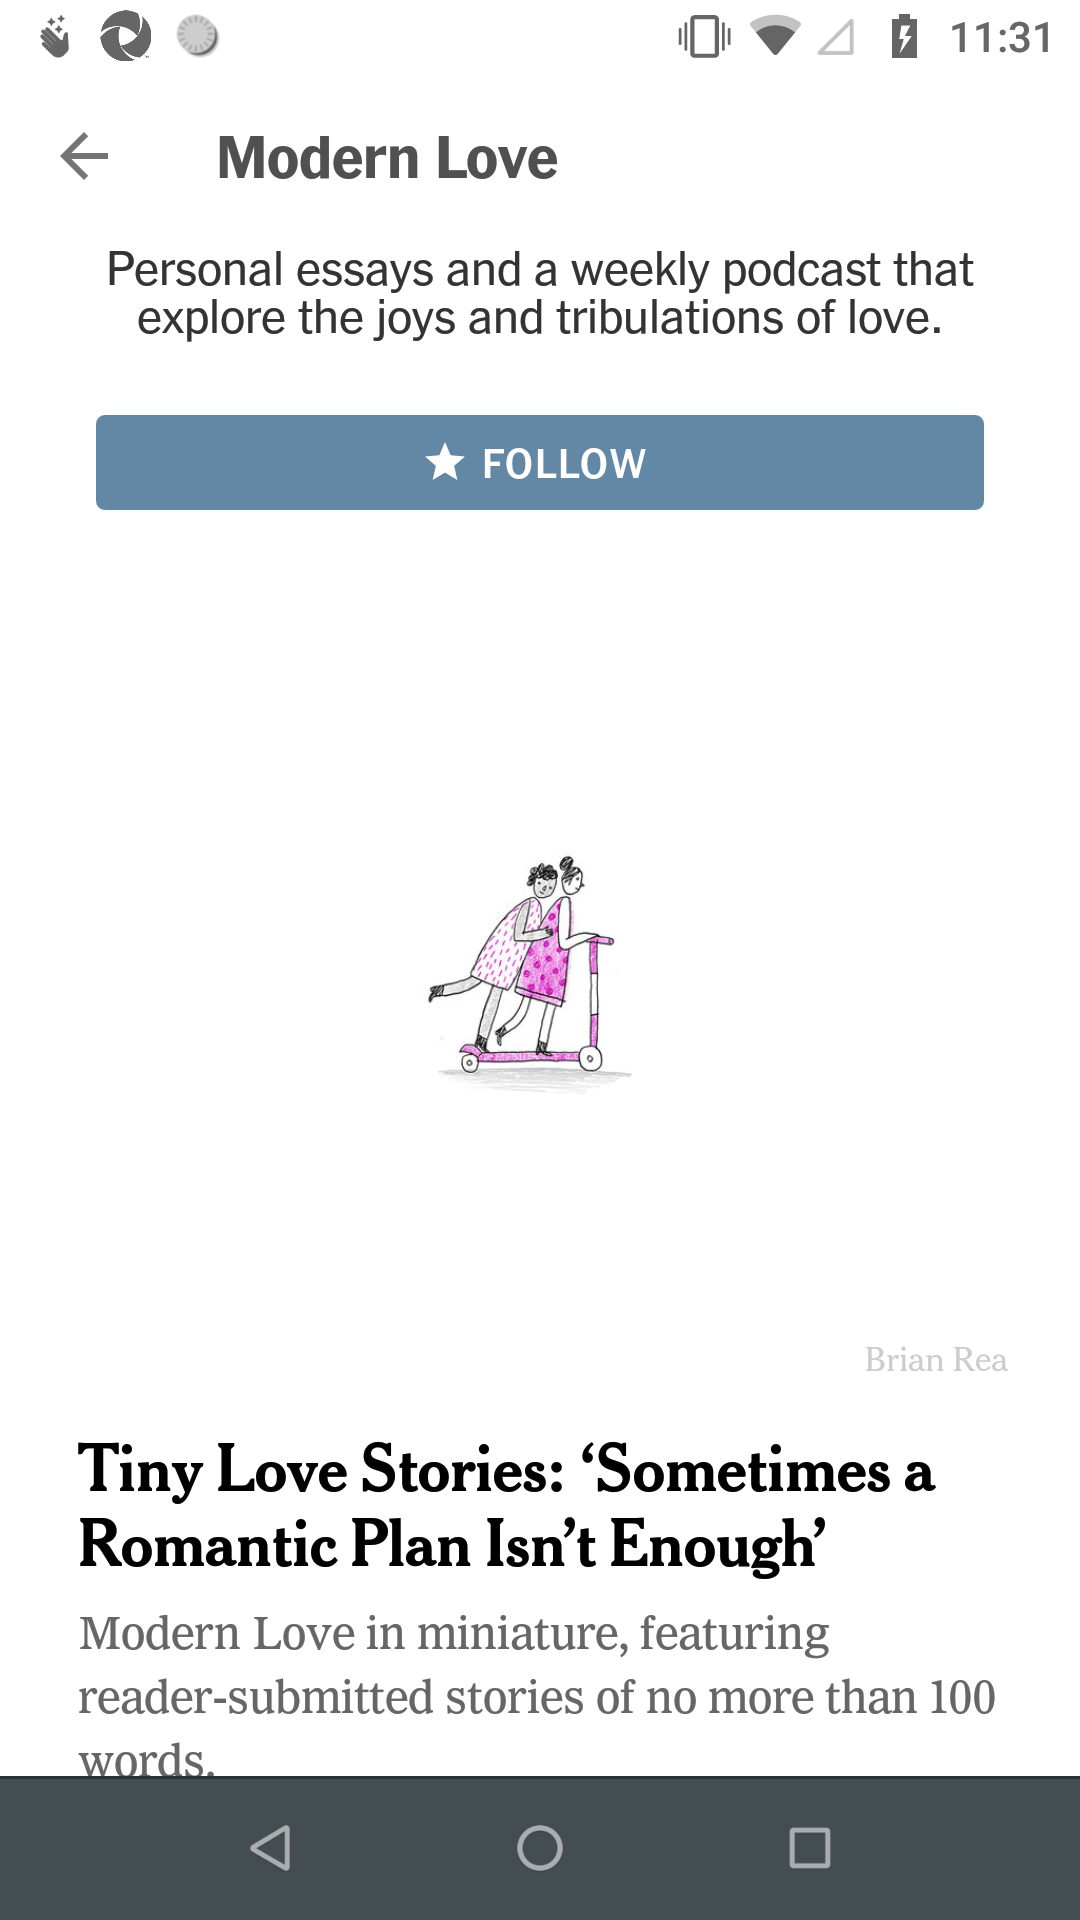 11:31
Modern Love
Personal essays and a weekly podcast that
explore the joys and tribulations of love.
FOLLOW
Brian Rea
Tiny Love Stories: ‘Sometimes a
Romantic Plan Isn’t Enough’
Modern Love in miniature, featuring
reader-submitted stories of no more than 100
words.